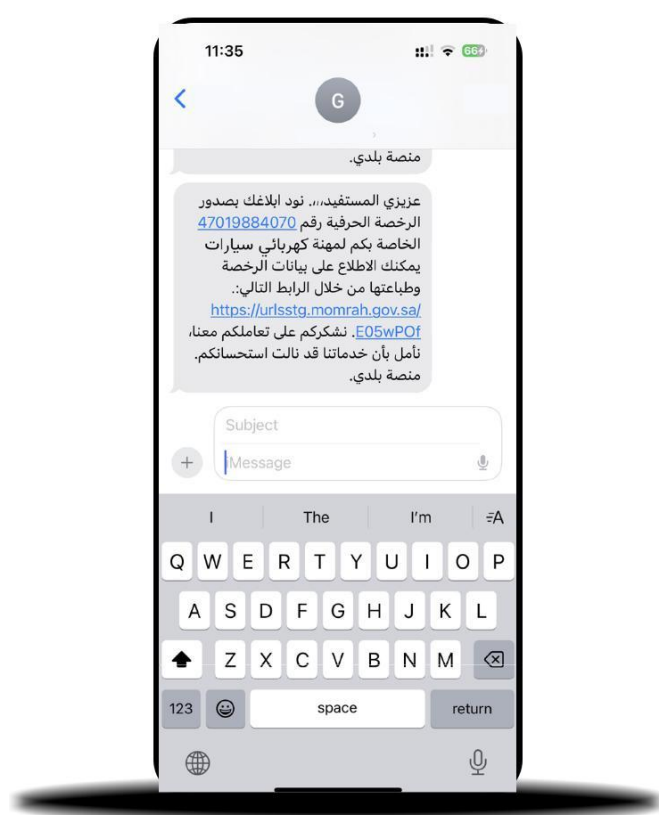 11:35
66
G
منصة بلدي.
عزيزي المستفيد،،،. نود ابلاغك بصدور
الرخصة الحرفية رقم 47019884070
الخاصة بكم لمهنة كهربائي سيارات
يمكنك الاطلاع على بيانات الرخصة
وطباعتها من خلال الرابط التالي:.
https://urlsstg.momrah.gov.sa/
E05wPOf. نشكركم على تعاملكم معنا،
نأمل بأن خدماتنا قد نالت استحسانكم.
منصة بلدي.
Subject
iMessage
I The I'm
Q W E R T Y U I O P
A S D F G H J K L
Z X C V B N M
123 space return